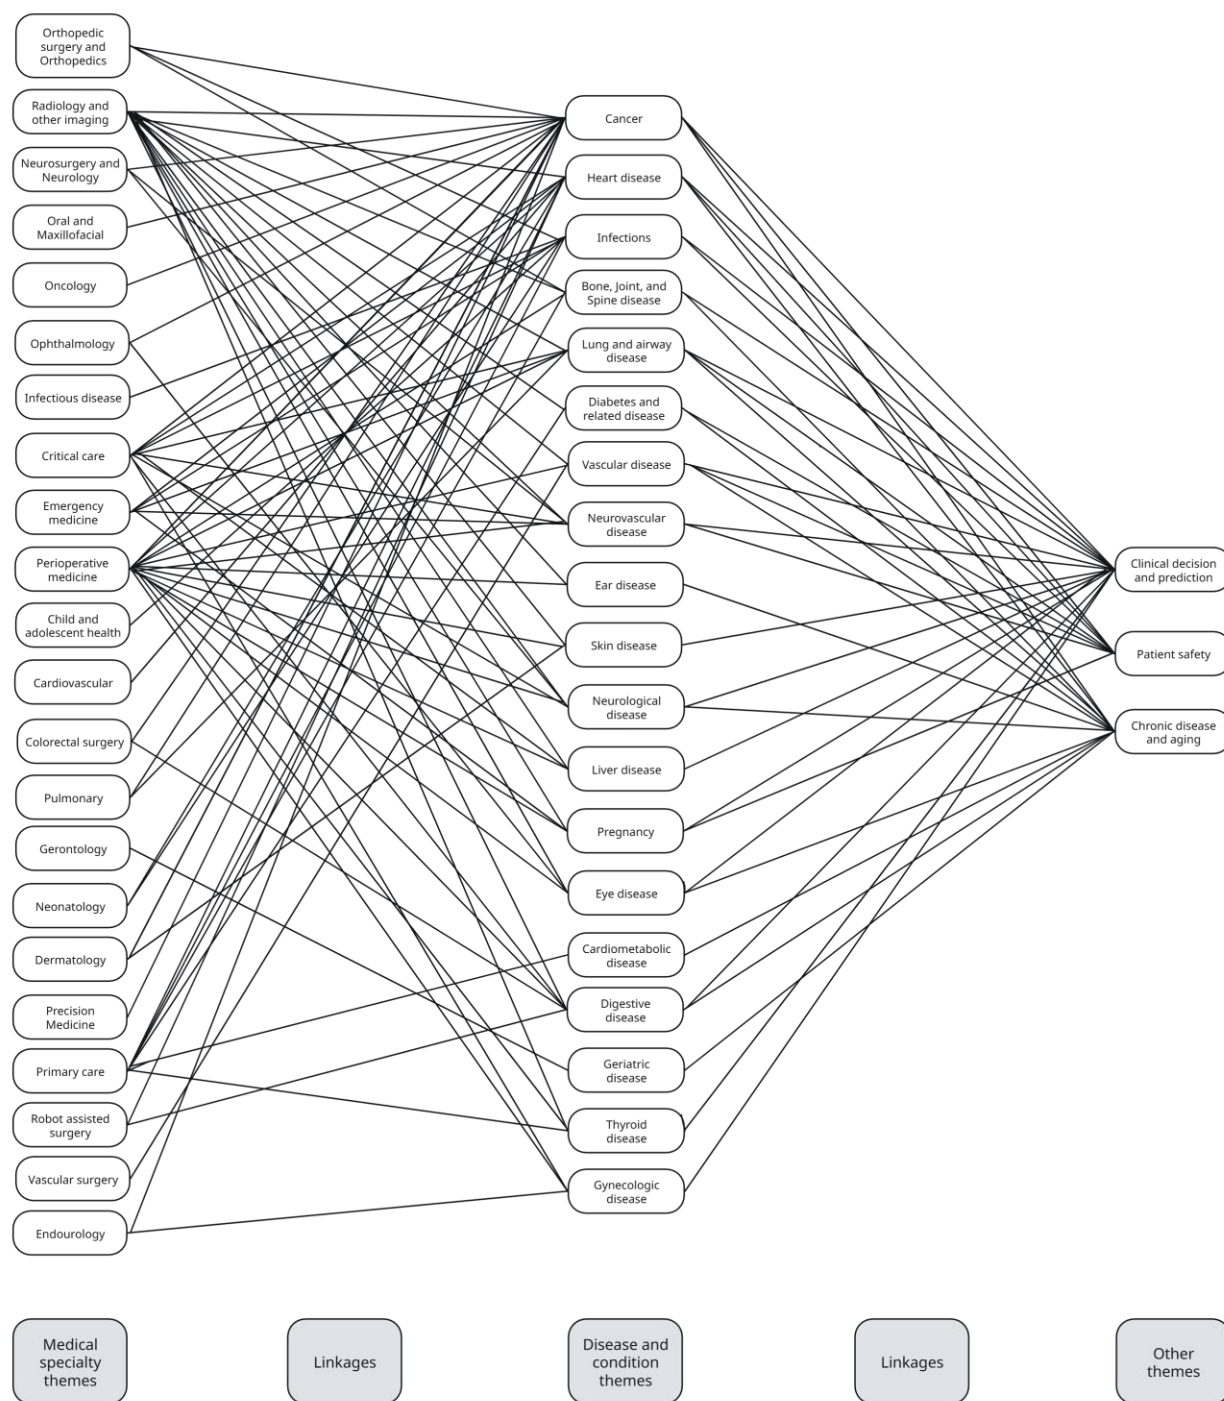 Orthopedic
surgery and
Orthopedics
Radiology and
other imaging
Neurosurgery and
Neurology
Oral and
Maxillofacial
Oncology
Ophthalmology
Infectious disease
Critical care
Emergency
medicine
Perioperative
medicine
Child and
adolescent health
Cardiovascular
Colorectal surgery
Pulmonary
Gerontology
Neonatology
Dermatology
Precision
Medicine
Primary care
Robot assisted
surgery
Vascular surgery
Endourology
Cancer
Heart disease
Infections
Bone, Joint, and
Spine disease
Lung and airway
disease
Diabetes and
related disease
Vascular disease
Neurovascular
disease
Ear disease
Skin disease
Neurological
disease
Liver disease
Pregnancy
Eye disease
Cardiometabolic
disease
Digestive
disease
Geriatric
disease
Thyroid
disease
Gynecologic
disease
Clinical decision
and prediction
Patient safety
Chronic disease
and aging
Medical
specialty
themes
Linkages
Disease and
condition
themes
Linkages
Other
themes